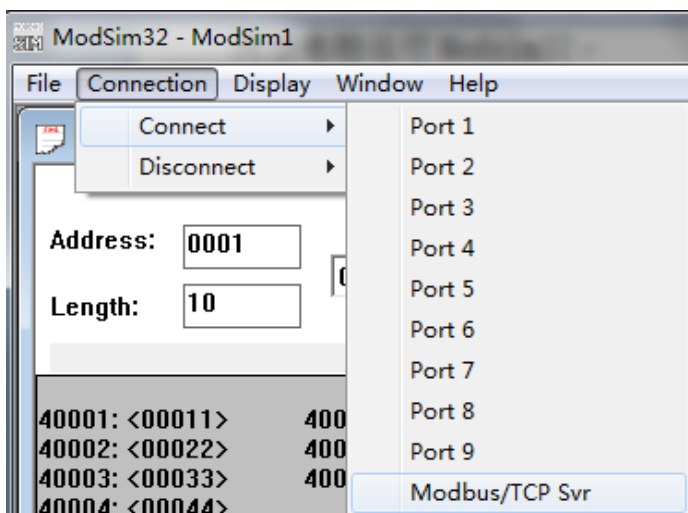 ModSim32 - ModSim1
File Connection Display Window Help
Connect Port 1
Disconnect Port 2
Port 3
Address: 0001 Port 4
Port 5
Length: 10 Port 6
Port 7
40001: <00011> 400 Port 8
40002: <00022> 400 Port 9
40003: <00033> 400 Modbus/TCP Svr
40004: <00044>